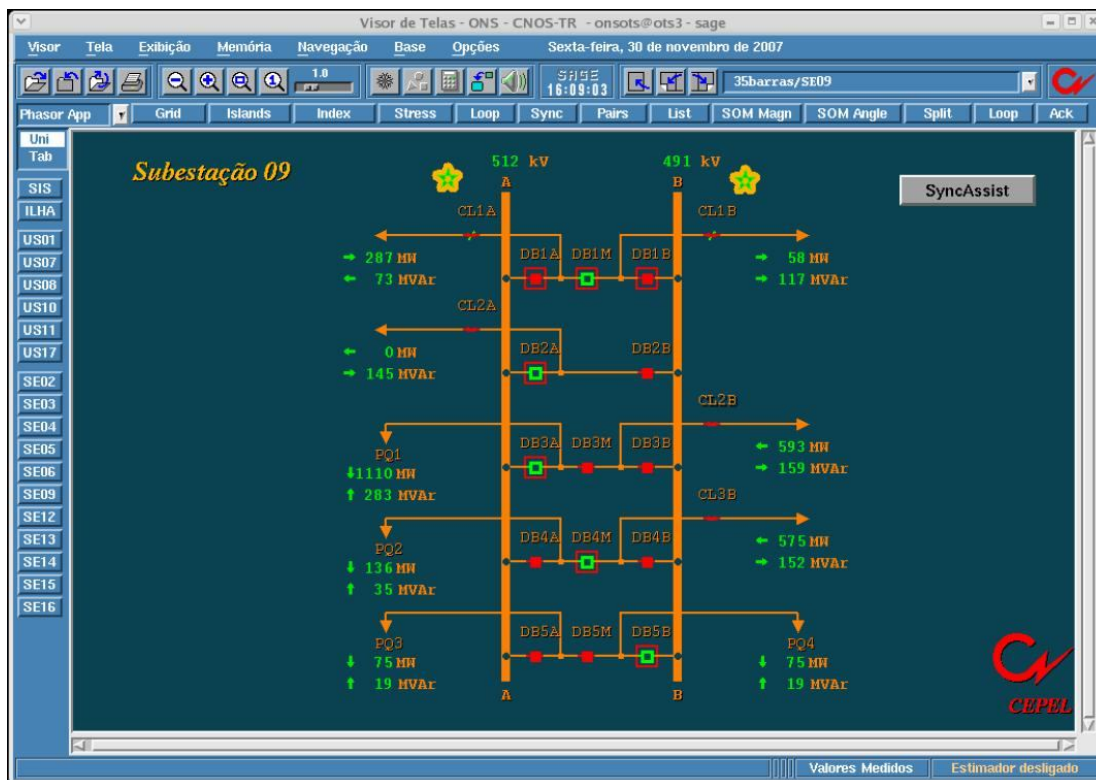 Visor de Telas - ONS - CNOS-TR - onsots@ots3 - sage
Visor Tela Exibição Memória Navegação Base Opções Sexta-feira, 30 de novembro de 2007
1.0 SAGE 35barras/SE09
16:09:03
Phasor App Grid Islands Index Stress Loop Sync Pairs List SOM Magn SOM Angle Split Loop Ack
Uni
Tab
SIS
ILHA
US01
US07
US08
US10
US11
US17
SE02
SE03
SE04
SE05
SE06
SE09
SE12
SE13
SE14
SE15
SE16
Subestação 09
512 kV 491 kV
A B
SyncAssist
CL1A CL1B
287 MW DB1A DB1M DB1B 58 MW
73 MVAr 117 MVAr
CL2A
0 MW DB2A DB2B
145 MVAr
CL2B
PQ1 DB3A DB3M DB3B 593 MW
1110 MW 159 MVAr
283 MVAr
CL3B
PQ2 DB4A DB4M DB4B 575 MW
136 MW 152 MVAr
35 MVAr
PQ3 DB5A DB5M DB5B PQ4
75 MW 75 MW
19 MVAr 19 MVAr
A B
CEPEL
Valores Medidos Estimador desligado